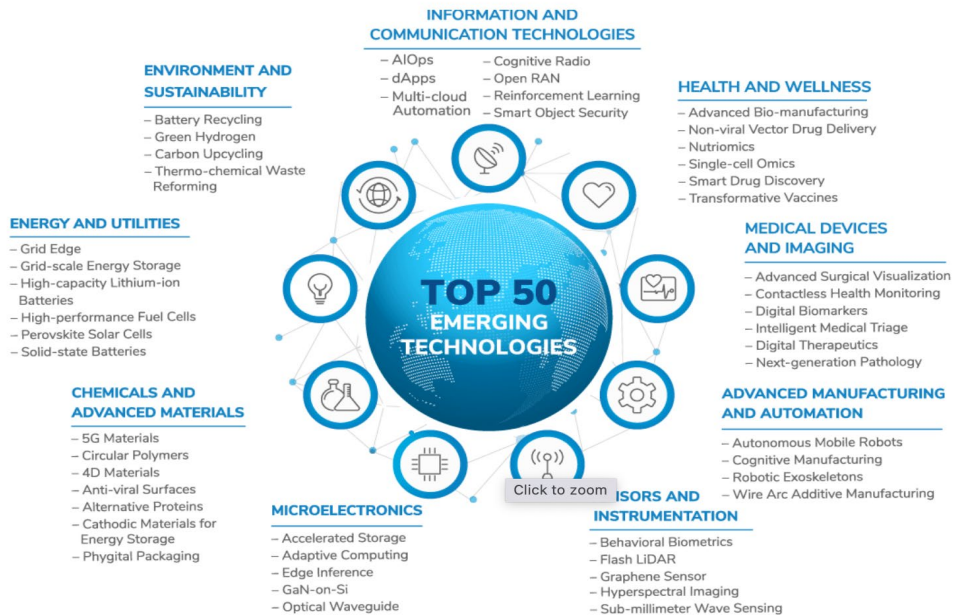 INFORMATION AND
COMMUNICATION TECHNOLOGIES
– AIOps
– dApps
– Multi-cloud
Automation
– Cognitive Radio
– Open RAN
– Reinforcement Learning
– Smart Object Security
ENVIRONMENT AND
SUSTAINABILITY
– Battery Recycling
– Green Hydrogen
– Carbon Upcycling
– Thermo-chemical Waste
Reforming
HEALTH AND WELLNESS
– Advanced Bio-manufacturing
– Non-viral Vector Drug Delivery
– Nutriomics
– Single-cell Omics
– Smart Drug Discovery
– Transformative Vaccines
ENERGY AND UTILITIES
– Grid Edge
– Grid-scale Energy Storage
– High-capacity Lithium-ion
Batteries
– High-performance Fuel Cells
– Perovskite Solar Cells
– Solid-state Batteries
TOP 50
EMERGING
TECHNOLOGIES
MEDICAL DEVICES
AND IMAGING
– Advanced Surgical Visualization
– Contactless Health Monitoring
– Digital Biomarkers
– Intelligent Medical Triage
– Digital Therapeutics
– Next-generation Pathology
CHEMICALS AND
ADVANCED MATERIALS
– 5G Materials
– Circular Polymers
– 4D Materials
– Anti-viral Surfaces
– Alternative Proteins
– Cathodic Materials for
Energy Storage
– Phygital Packaging
ADVANCED MANUFACTURING
AND AUTOMATION
– Autonomous Mobile Robots
– Cognitive Manufacturing
– Robotic Exoskeletons
– Wire Arc Additive Manufacturing
MICROELECTRONICS
– Accelerated Storage
– Adaptive Computing
– Edge Inference
– GaN-on-Si
– Optical Waveguide
Click to zoom
AND
INSTRUMENTATION
– Behavioral Biometrics
– Flash LiDAR
– Graphene Sensor
– Hyperspectral Imaging
– Sub-millimeter Wave Sensing